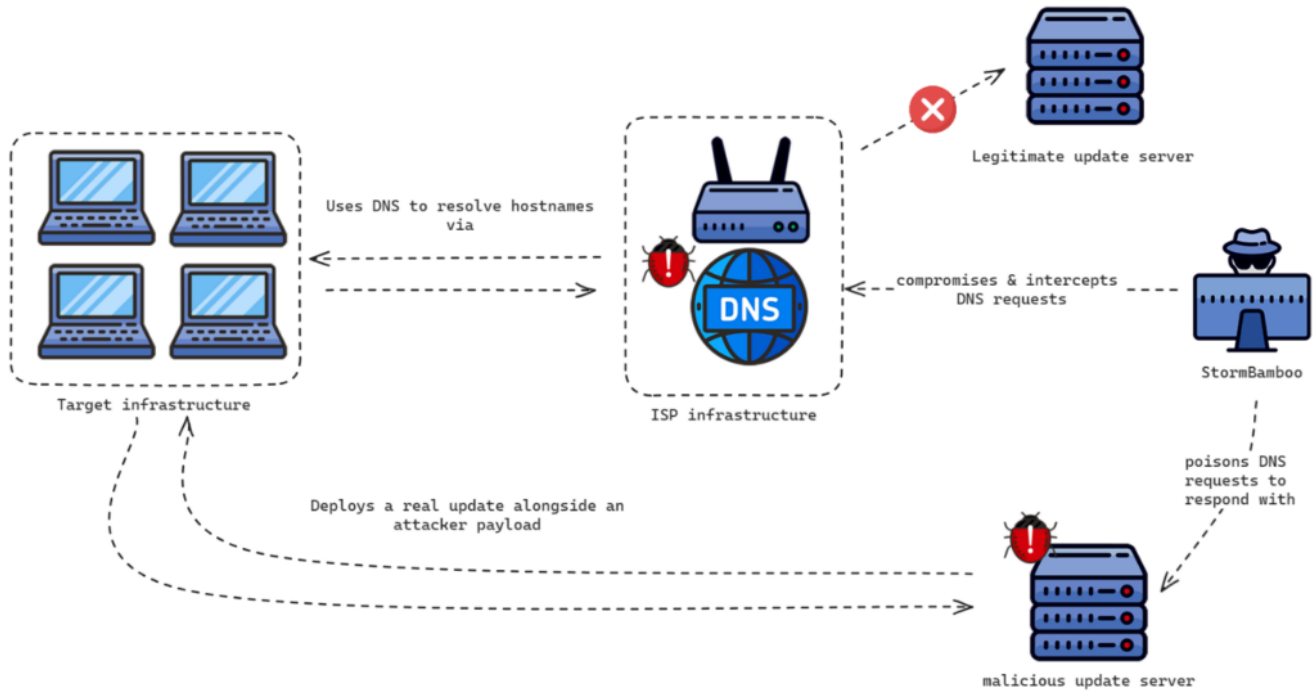 Legitimate update server
Uses DNS to resolve hostnames
via
DNS
compromises & intercepts
DNS requests
StormBamboo
Target infrastructure
ISP infrastructure
poisons DNS
requests to
respond with
Deploys a real update alongside an
attacker payload
malicious update server